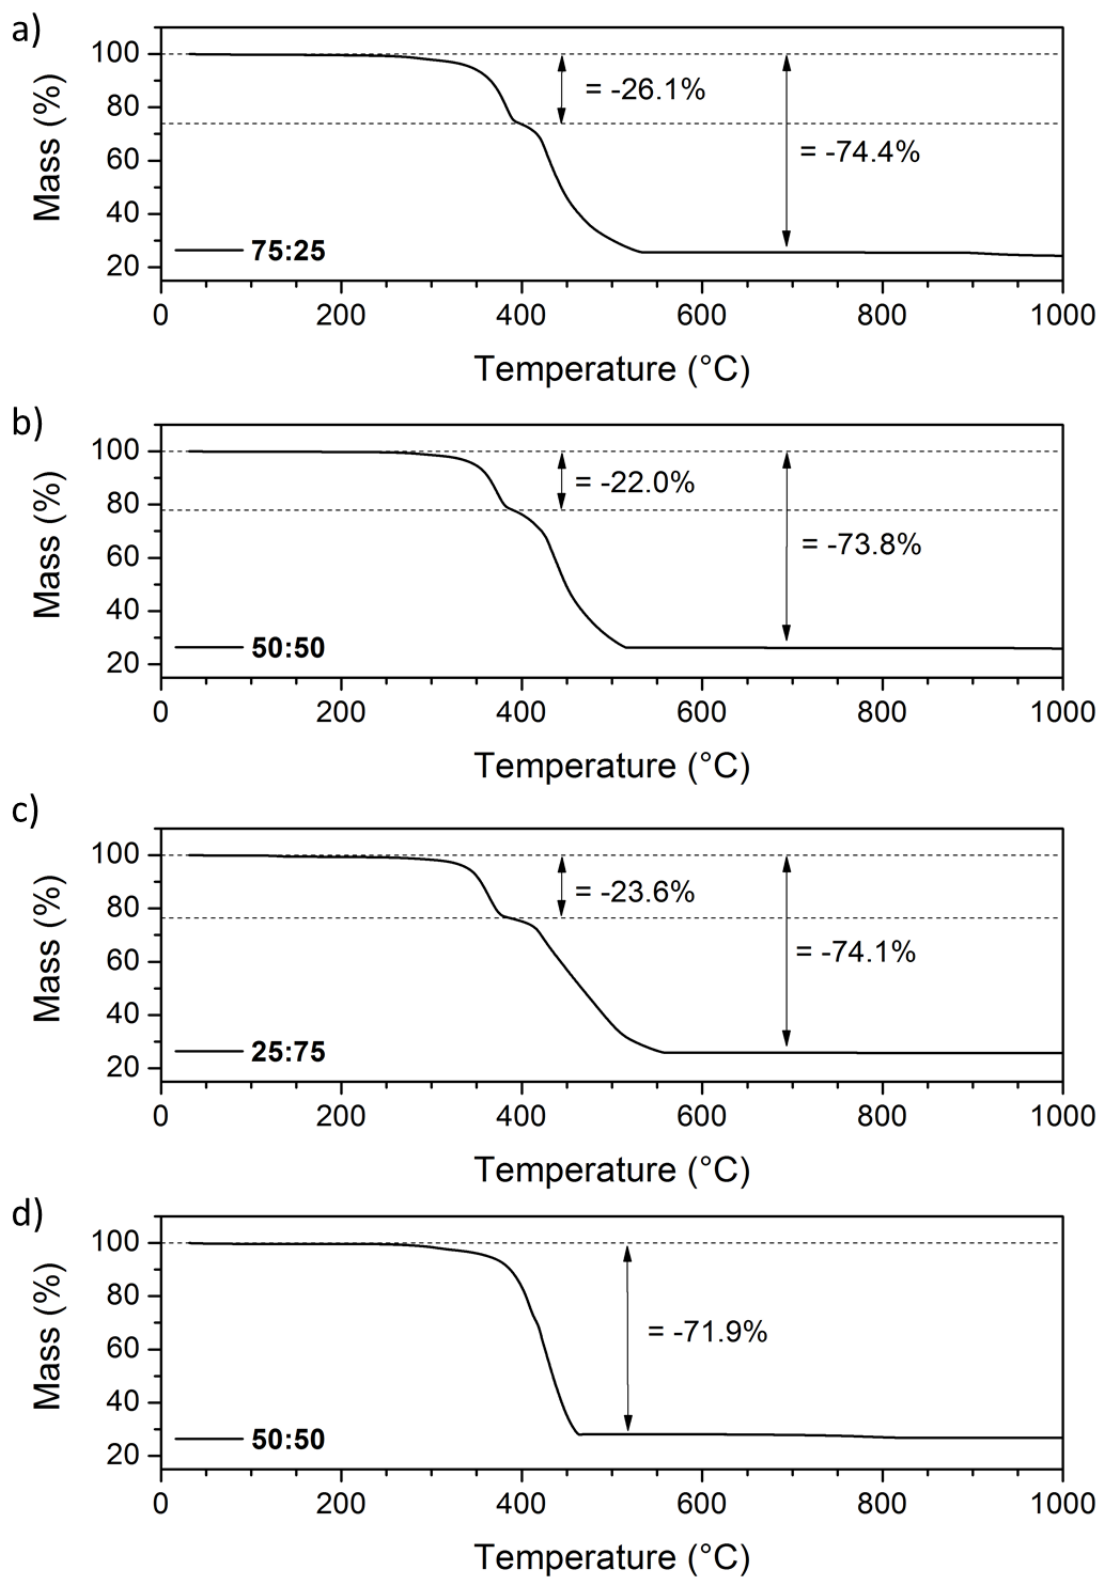 a)
Mass (%)
100
80
60
40
20
= -26.1%
= -74.4%
75:25
0 200 400 600 800 1000
Temperature (°C)
b)
Mass (%)
100
80
60
40
20
= -22.0%
= -73.8%
50:50
0 200 400 600 800 1000
Temperature (°C)
c)
Mass (%)
100
80
60
40
20
= -23.6%
= -74.1%
25:75
0 200 400 600 800 1000
Temperature (°C)
d)
Mass (%)
100
80
60
40
20
= -71.9%
50:50
0 200 400 600 800 1000
Temperature (°C)